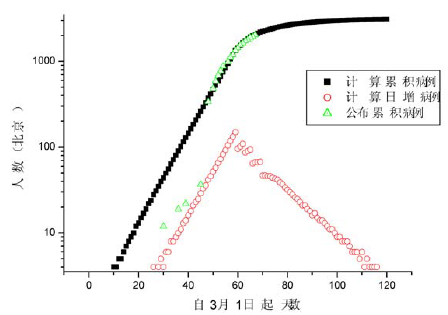 1000
100
10
人 数（北京）
计 算 累 积病例
计 算 日 增 病例
公布 累 积病例
0 20 40 60 80 100 120 140
自 3月 1日 起 天数